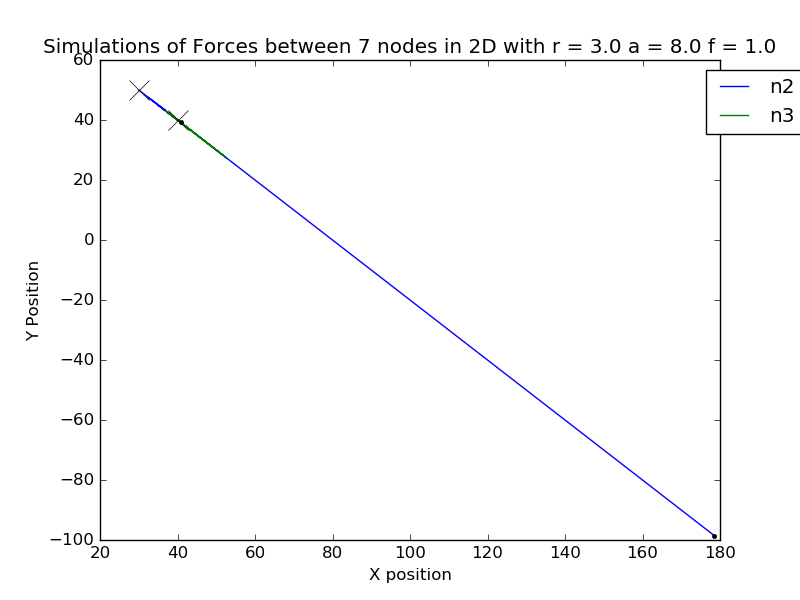 Simulations of Forces between 7 nodes in 2D with r = 3.0 a = 8.0 f = 1.0
n2
n3
Y Position
60
40
20
0
−20
−40
−60
−80
−100
20 40 60 80 100 120 140 160 180
X position